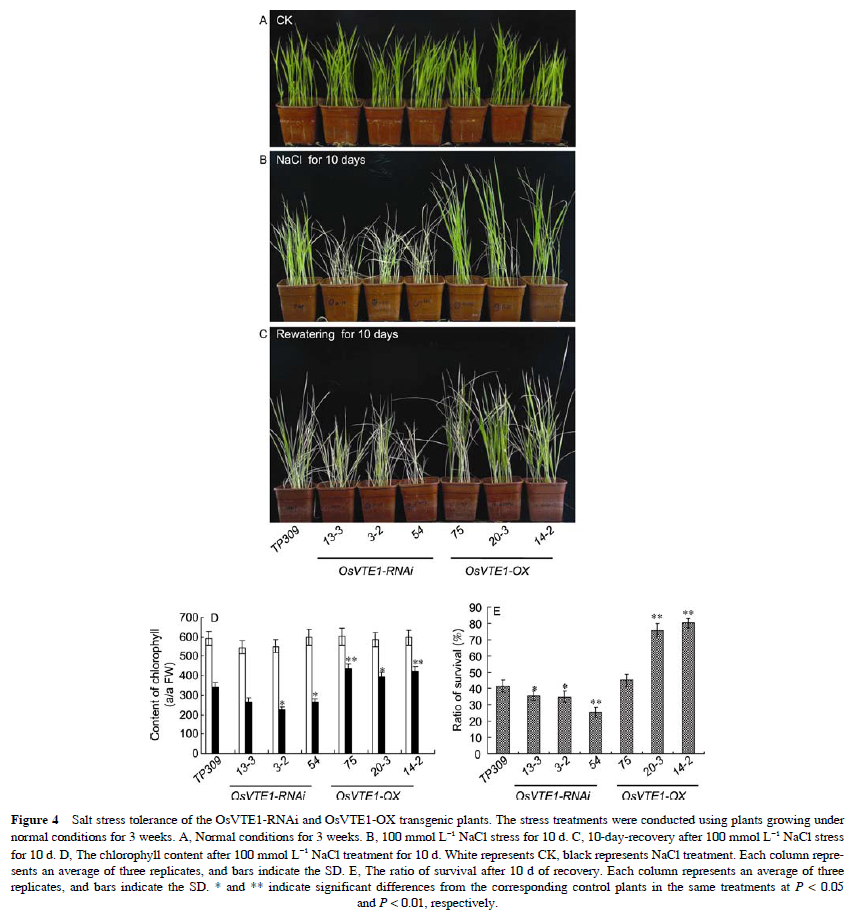 A CK
B NaCl for 10 days
C Rewatering for 10 days
TP309 13-3 3-2 54 75 20-3 14-2
OsVTE1-RNAi OsVTE1-OX
D
Content of chlorophyll
(a/a FW)
700
600
500
400
300
200
100
0
** * **
* *
TP309 13-3 3-2 54 75 20-3 14-2
OsVTE1-RNAi OsVTE1-OX
E
Ratio of survival (%)
90
80
70
60
50
40
30
20
10
0
** **
* * **
TP309 13-3 3-2 54 75 20-3 14-2
OsVTE1-RNAi OsVTE1-OX
Figure 4 Salt stress tolerance of the OsVTE1-RNAi and OsVTE1-OX transgenic plants. The stress treatments were conducted using plants growing under
normal conditions for 3 weeks. A, Normal conditions for 3 weeks. B, 100 mmol L⁻¹ NaCl stress for 10 d. C, 10-day-recovery after 100 mmol L⁻¹ NaCl stress
for 10 d. D, The chlorophyll content after 100 mmol L⁻¹ NaCl treatment for 10 d. White represents CK, black represents NaCl treatment. Each column repre-
sents an average of three replicates, and bars indicate the SD. E, The ratio of survival after 10 d of recovery. Each column represents an average of three
replicates, and bars indicate the SD. * and ** indicate significant differences from the corresponding control plants in the same treatments at P < 0.05
and P < 0.01, respectively.